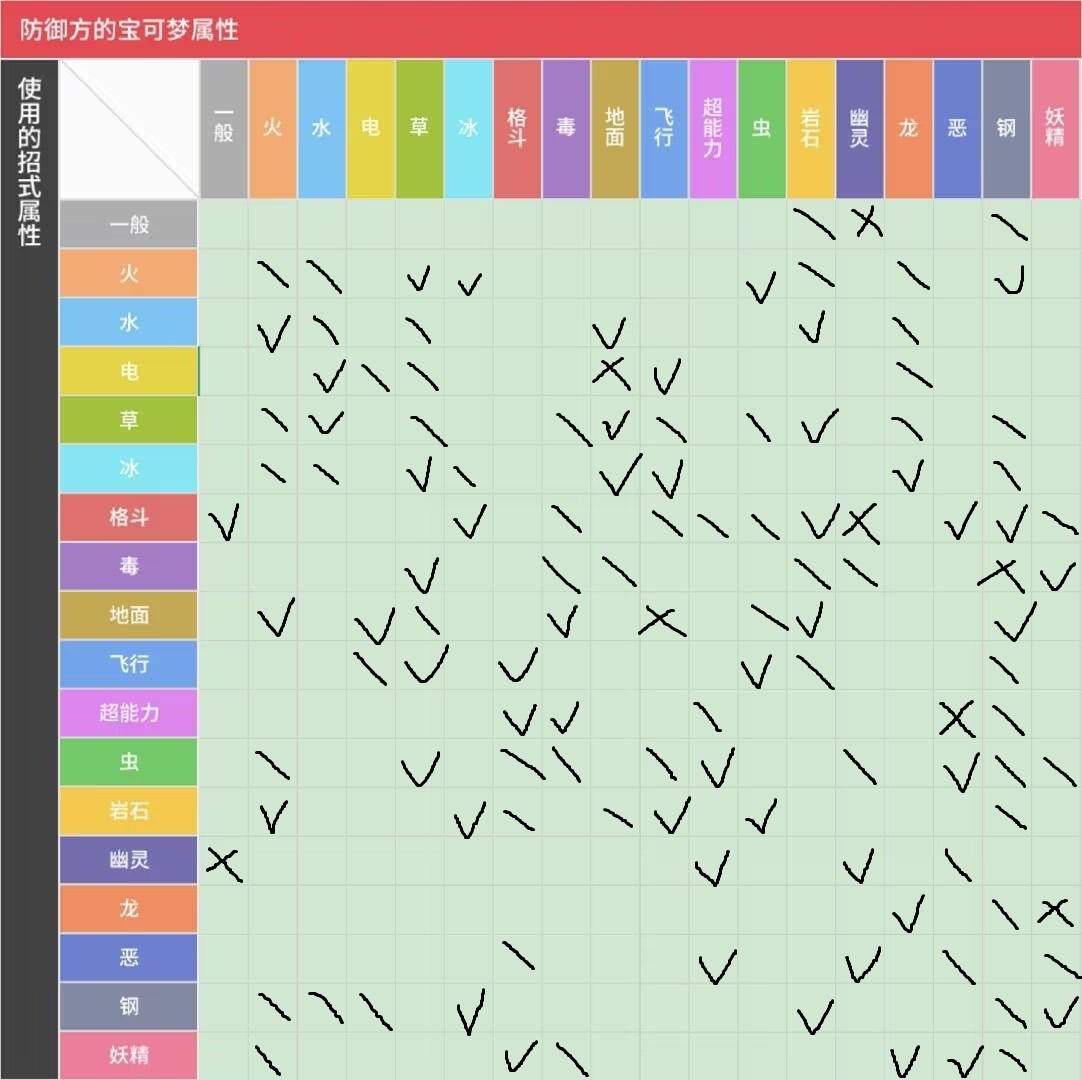 防御方的宝可梦属性
使用的招式属性
一般 火 水 电 草 冰 格斗 毒 地面 飞行 超能力 虫 岩石 幽灵 龙 恶 钢 妖精
一般
火
水
电
草
冰
格斗
毒
地面
飞行
超能力
虫
岩石
幽灵
龙
恶
钢
妖精